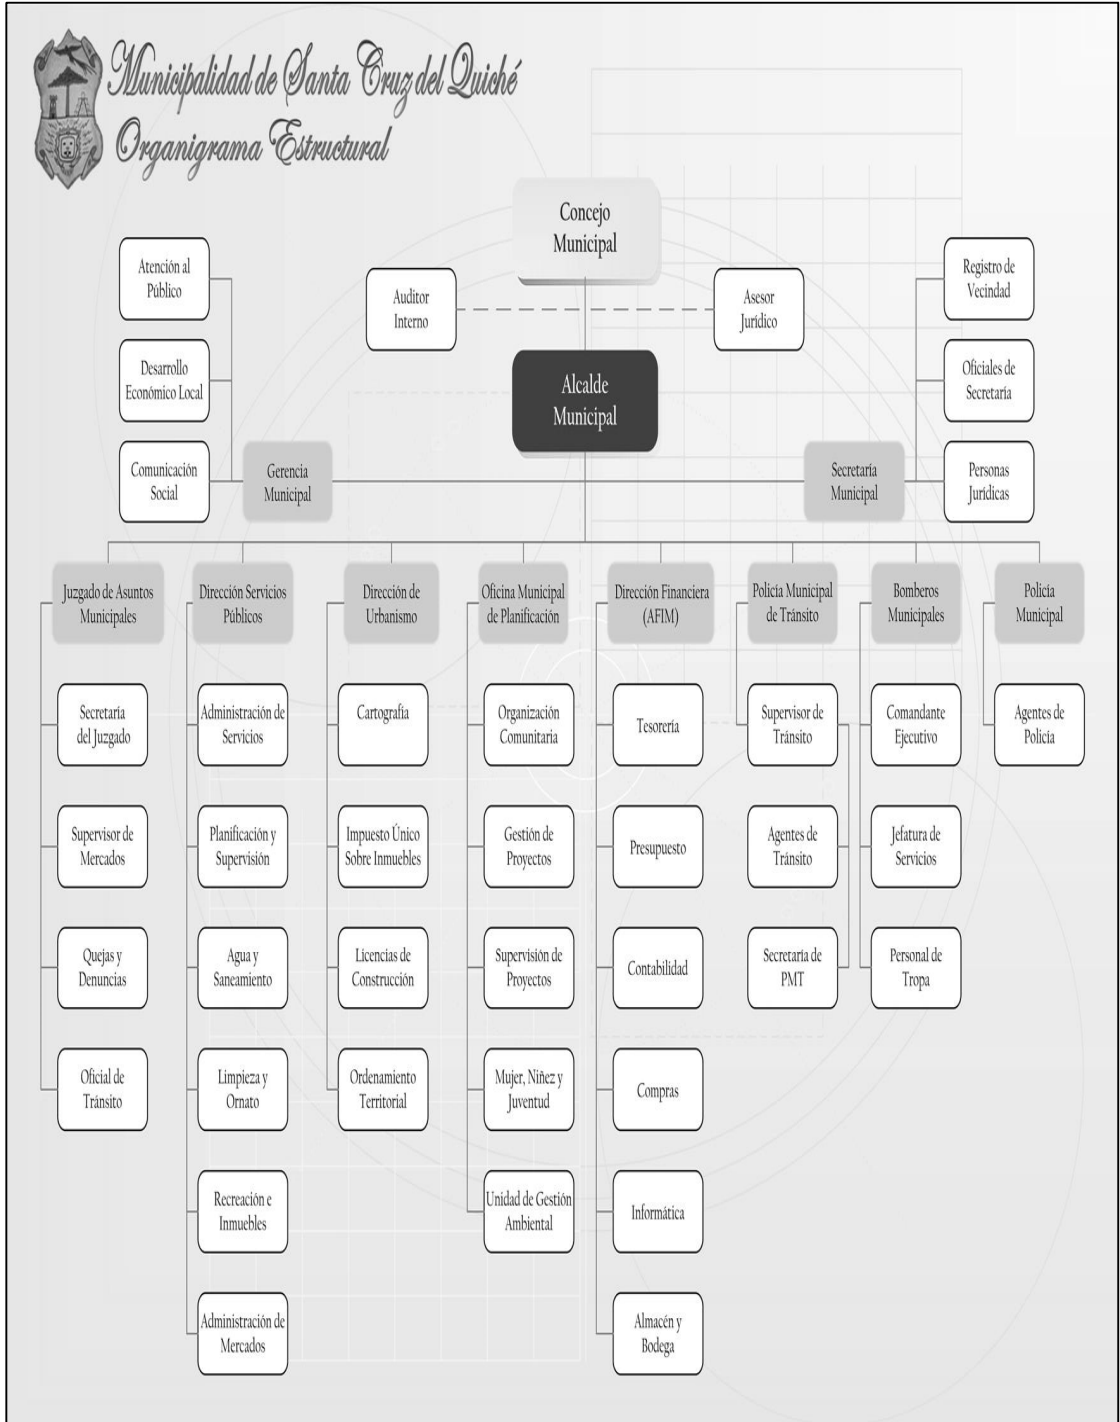 Municipalidad de Santa Cruz del Quiché
Organigrama Estructural
Concejo
Municipal
Atención al
Público
Auditor
Interno
Asesor
Jurídico
Registro de
Vecindad
Desarrollo
Económico Local
Alcalde
Municipal
Oficiales de
Secretaría
Comunicación
Social
Gerencia
Municipal
Secretaría
Municipal
Personas
Jurídicas
Juzgado de Asuntos
Municipales
Dirección Servicios
Públicos
Dirección de
Urbanismo
Oficina Municipal
de Planificación
Dirección Financiera
(AFIM)
Policía Municipal
de Tránsito
Bomberos
Municipales
Policía
Municipal
Secretaría
del Juzgado
Administración de
Servicios
Cartografía
Organización
Comunitaria
Tesorería
Supervisor de
Tránsito
Comandante
Ejecutivo
Agentes de
Policía
Supervisor de
Mercados
Planificación y
Supervisión
Impuesto Único
Sobre Inmuebles
Gestión de
Proyectos
Presupuesto
Agentes de
Tránsito
Jefatura de
Servicios
Quejas y
Denuncias
Agua y
Saneamiento
Licencias de
Construcción
Supervisión de
Proyectos
Contabilidad
Secretaría de
PMT
Personal de
Tropa
Oficial de
Tránsito
Limpieza y
Ornato
Ordenamiento
Territorial
Mujer, Niñez y
Juventud
Compras
Recreación e
Inmuebles
Unidad de Gestión
Ambiental
Informática
Administración de
Mercados
Almacén y
Bodega